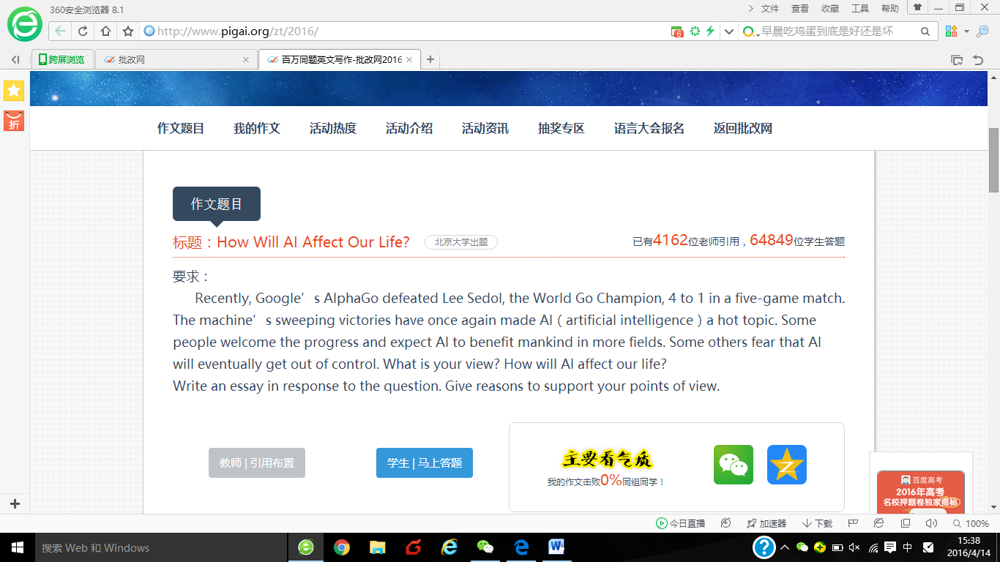 360安全浏览器 8.1
文件 查看 收藏 工具 帮助
http://www.pigai.org/zt/2016/
6
早晨吃鸡蛋到底是好还是坏
跨屏浏览
批改网
百万同题英文写作-批改网2016
折
作文题目 我的作文 活动热度 活动介绍 活动资讯 抽奖专区 语言大会报名 返回批改网
作文题目
标题：How Will AI Affect Our Life? 北京大学出题 已有4162位老师引用，64849位学生答题
要求：
Recently, Google’s AlphaGo defeated Lee Sedol, the World Go Champion, 4 to 1 in a five-game match.
The machine’s sweeping victories have once again made AI（artificial intelligence）a hot topic. Some
people welcome the progress and expect AI to benefit mankind in more fields. Some others fear that AI
will eventually get out of control. What is your view? How will AI affect our life?
Write an essay in response to the question. Give reasons to support your points of view.
教师 | 引用布置
学生 | 马上答题
主要看气质
我的作文击败0%同组同学！
百度高考
2016年高考
名校押题卷独家揭秘
今日直播 加速器 下载 100%
搜索 Web 和 Windows
中
15:38
2016/4/14